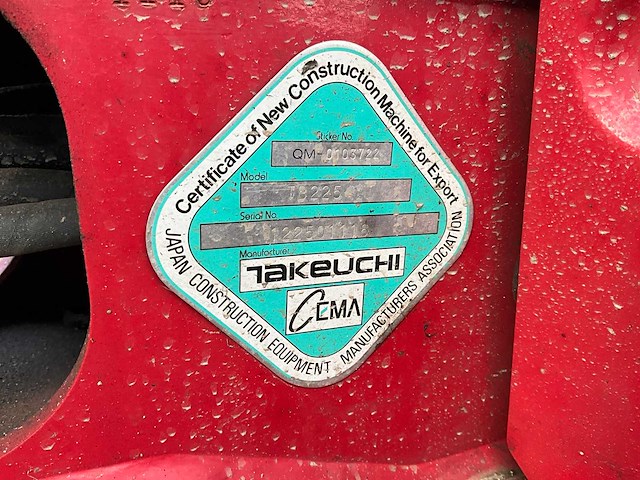 Certificate of New Construction Machine for Export
Sticker No.
QM-0103722
Model
TB225
Serial No.
Manufacturer
TAKEUCHI
CEMA
JAPAN CONSTRUCTION EQUIPMENT MANUFACTURERS ASSOCIATION